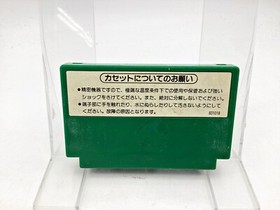 カセットについてのお願い
●精密機器ですので、極端な温度条件下での使用や保管および強い
ショックをさけてください。また、絶対に分解しないでください。
●端子部に手を触れたり、水にぬらしたりして汚さないようにして
ください。故障の原因となります。